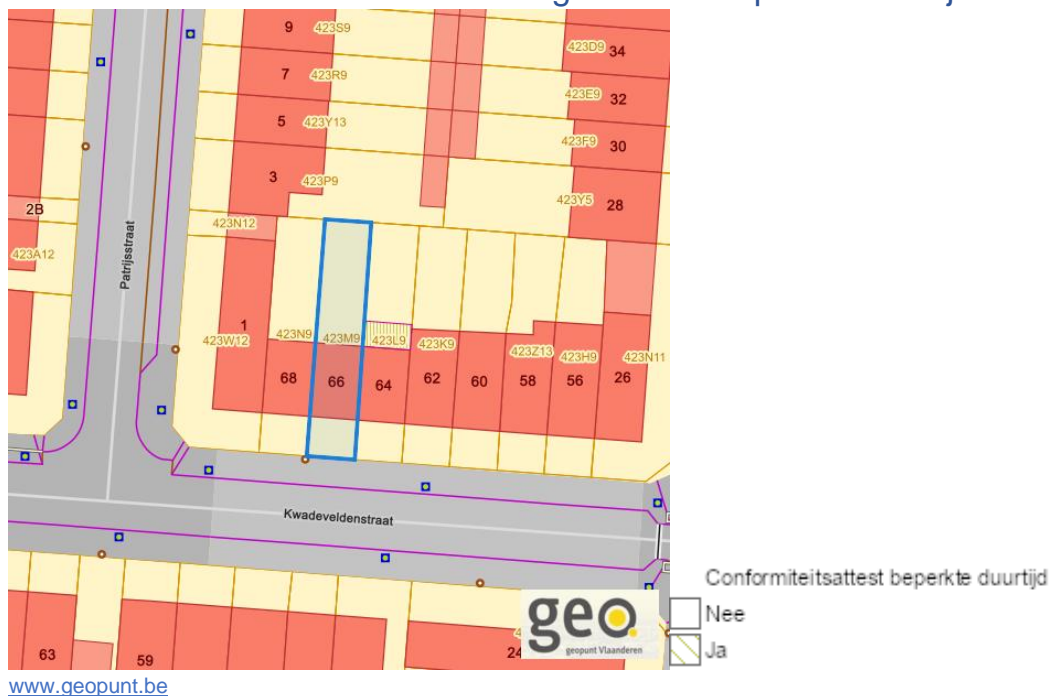 9 423S9
423D9 34
7 423R9
423E9 32
5 423Y13
423F9 30
3 423P9
423Y5 28
2B
423N12
423A12
Patrijsstraat
1
423W12
423N9 423M9 423L9 423K9
423Z13 423H9 423N11
68 66 64 62 60 58 56 26
Kwadeveldenstraat
63
59
24
geo.
geopunt Vlaanderen
Conformiteitsattest beperkte duurtijd
Nee
Ja
www.geopunt.be